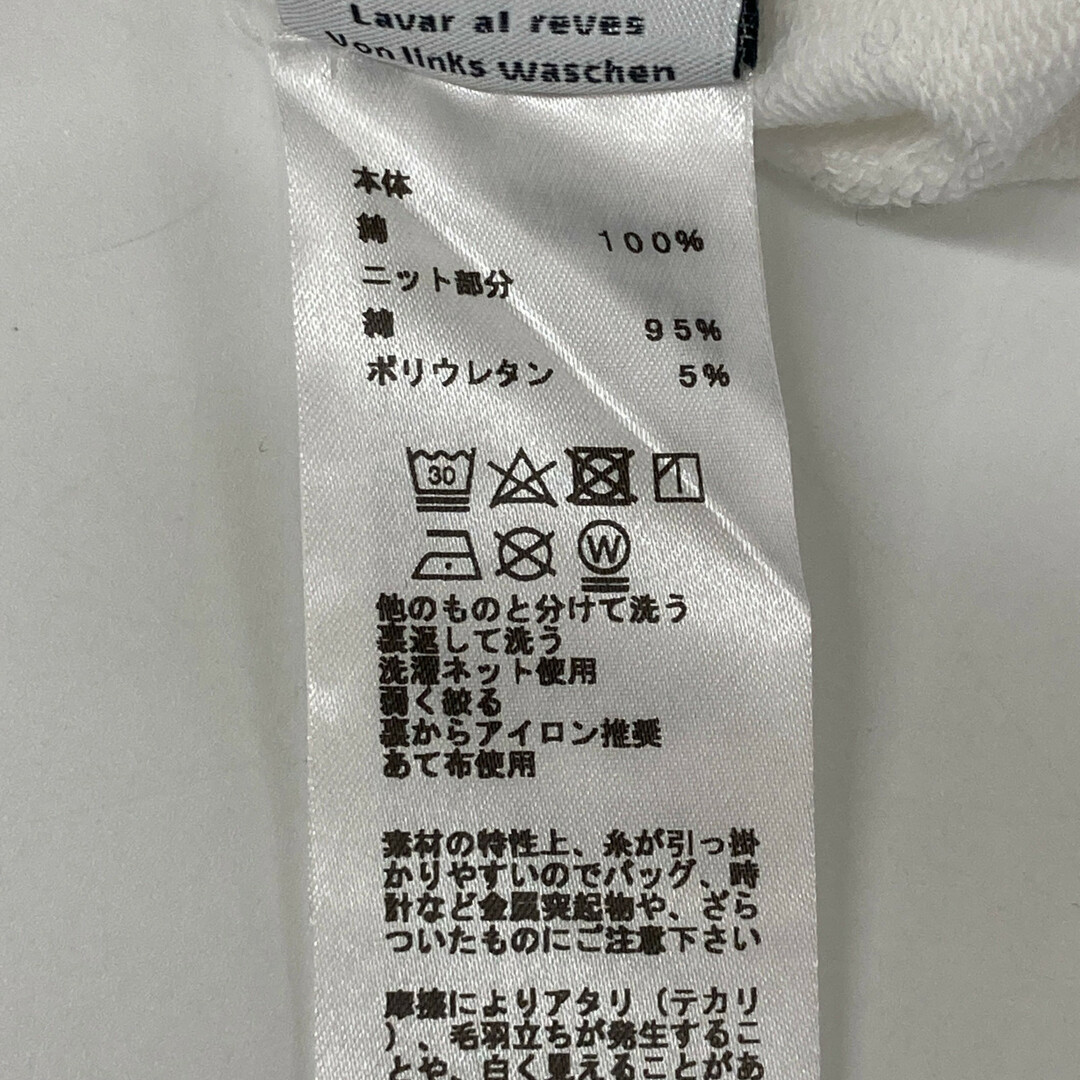 Lavar al reves
Von links waschen
本体
綿 100%
ニット部分
綿 95%
ポリウレタン 5%
30
W
他のものと分けて洗う
裏返して洗う
洗濯ネット使用
弱く絞る
裏からアイロン推奨
あて布使用
素材の特性上、糸が引っ掛
かりやすいのでバッグ、時
計など金属突起物や、ざら
ついたものにご注意下さい
摩擦によりアタリ（テカリ
）、毛羽立ちが発生するこ
とや、白く見えることがあ